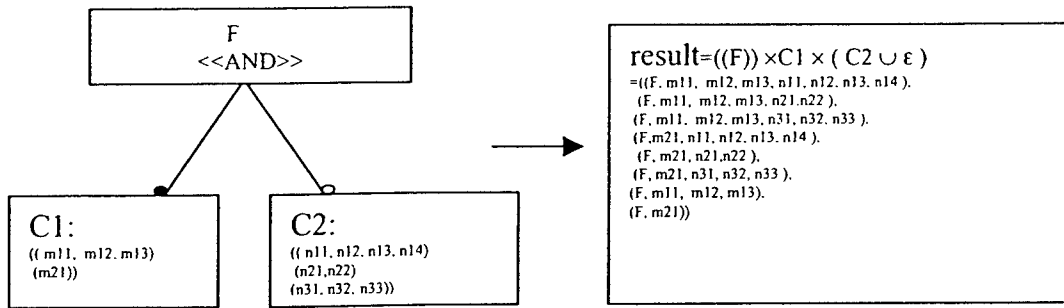 F
<<AND>>
C1:
(( m11, m12. m13)
(m21))
C2:
(( n11, n12, n13, n14)
(n21,n22)
(n31, n32, n33))
result=((F)) ×C1 × ( C2 ∪ ε )
=((F. m11, m12, m13, n11, n12. n13. n14 ).
(F. m11, m12, m13, n21.n22 ),
(F, m11, m12. m13, n31, n32, n33 ).
(F,m21, n11, n12, n13. n14 ).
(F, m21, n21,n22 ),
(F, m21, n31, n32, n33 ),
(F, m11, m12, m13).
(F, m21))